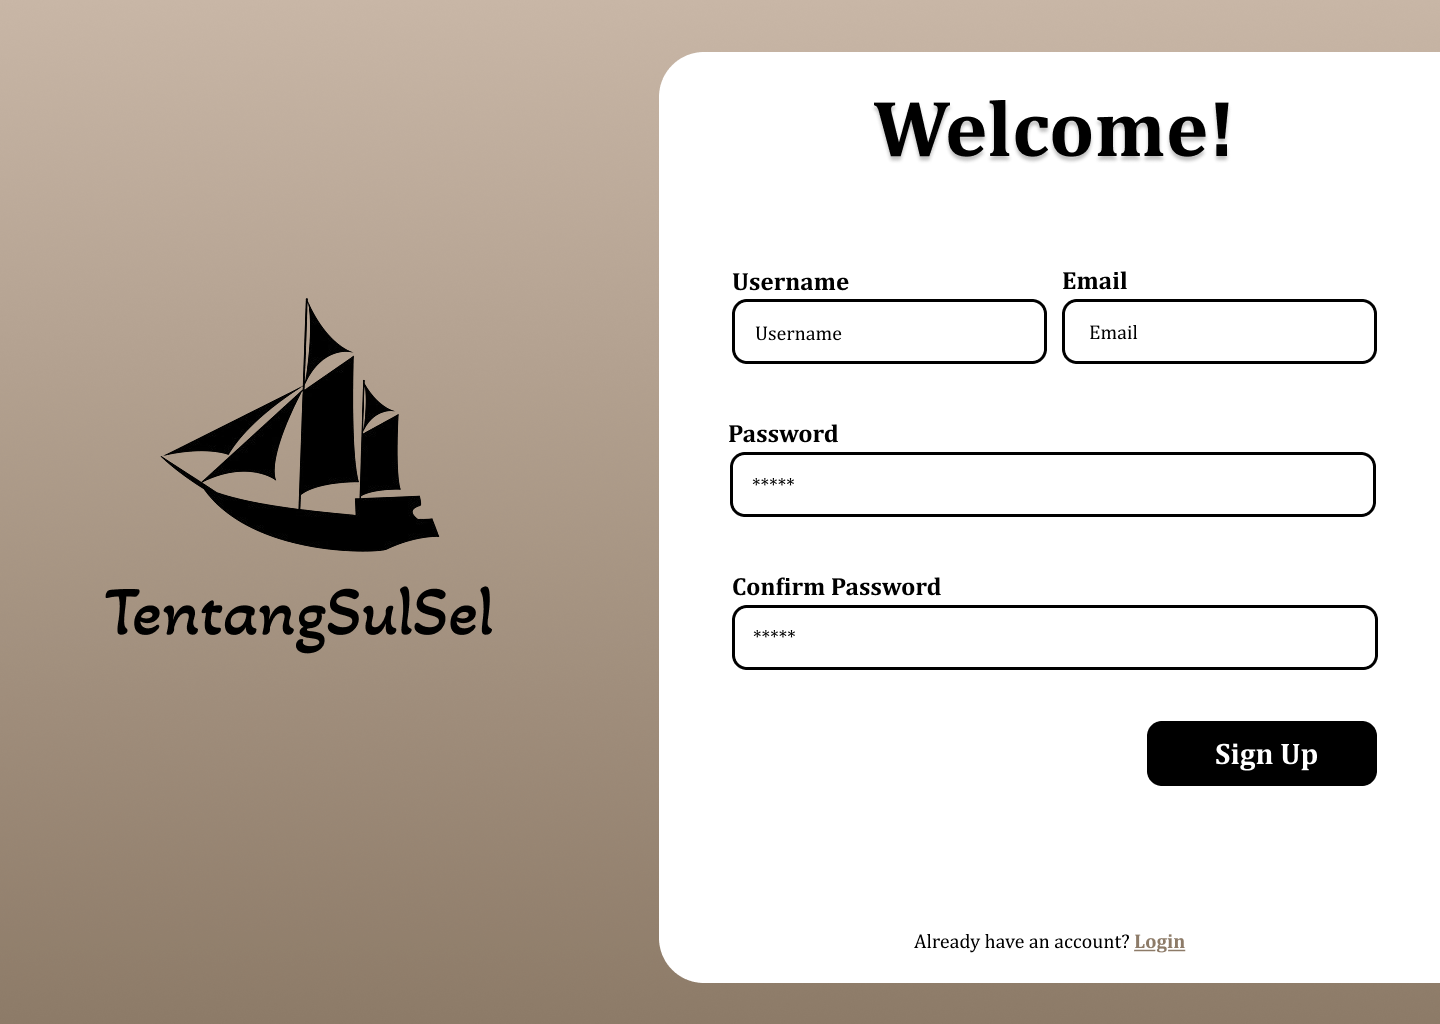 TentangSulSel
Welcome!
Username
Email
Username
Email
Password
*****
Confirm Password
*****
Sign Up
Already have an account? Login